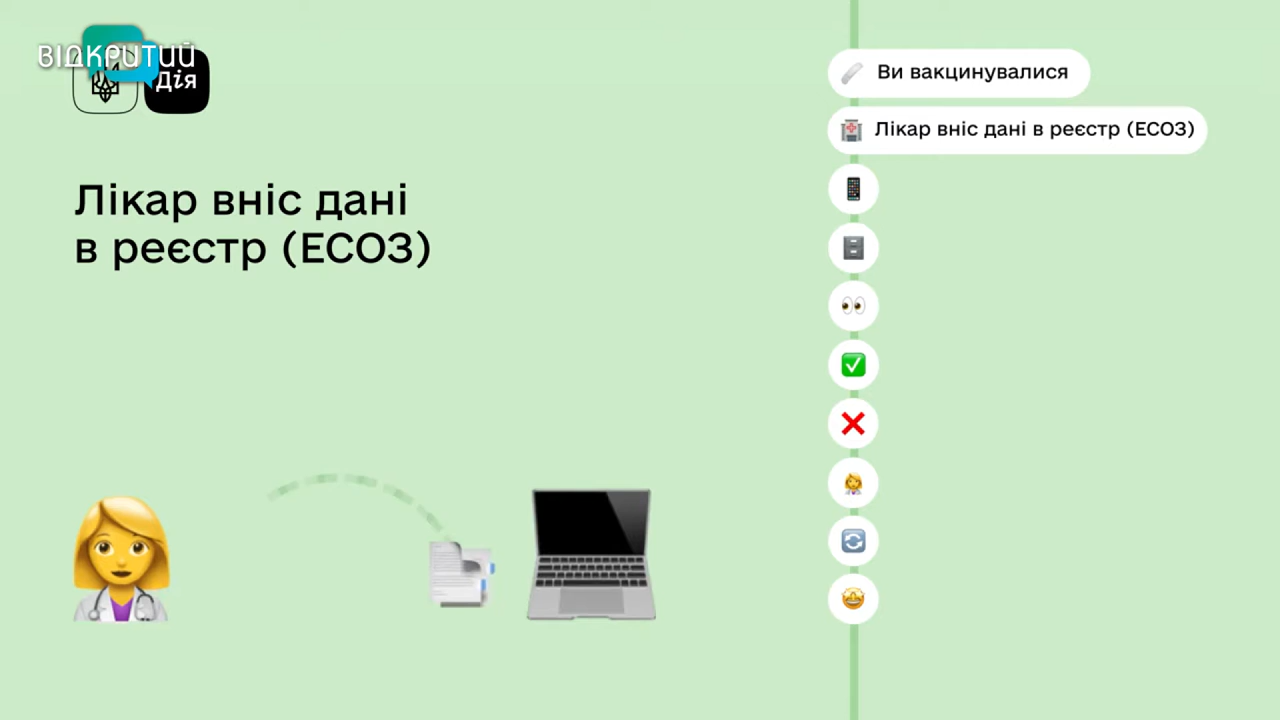 ВІДКРИТИЙ
Дія
Лікар вніс дані
в реєстр (ЕСОЗ)
Ви вакцинувалися
Лікар вніс дані в реєстр (ЕСОЗ)